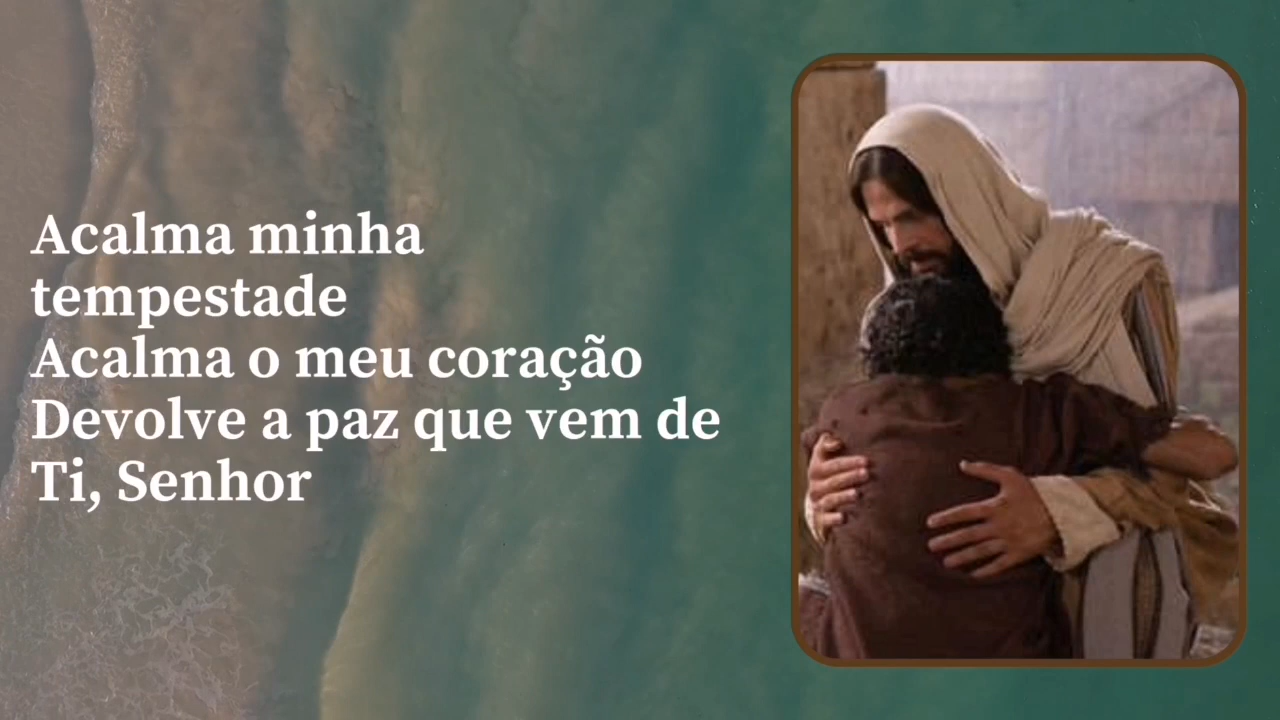 Acalma minha
tempestade
Acalma o meu coração
Devolve a paz que vem de
Ti, Senhor